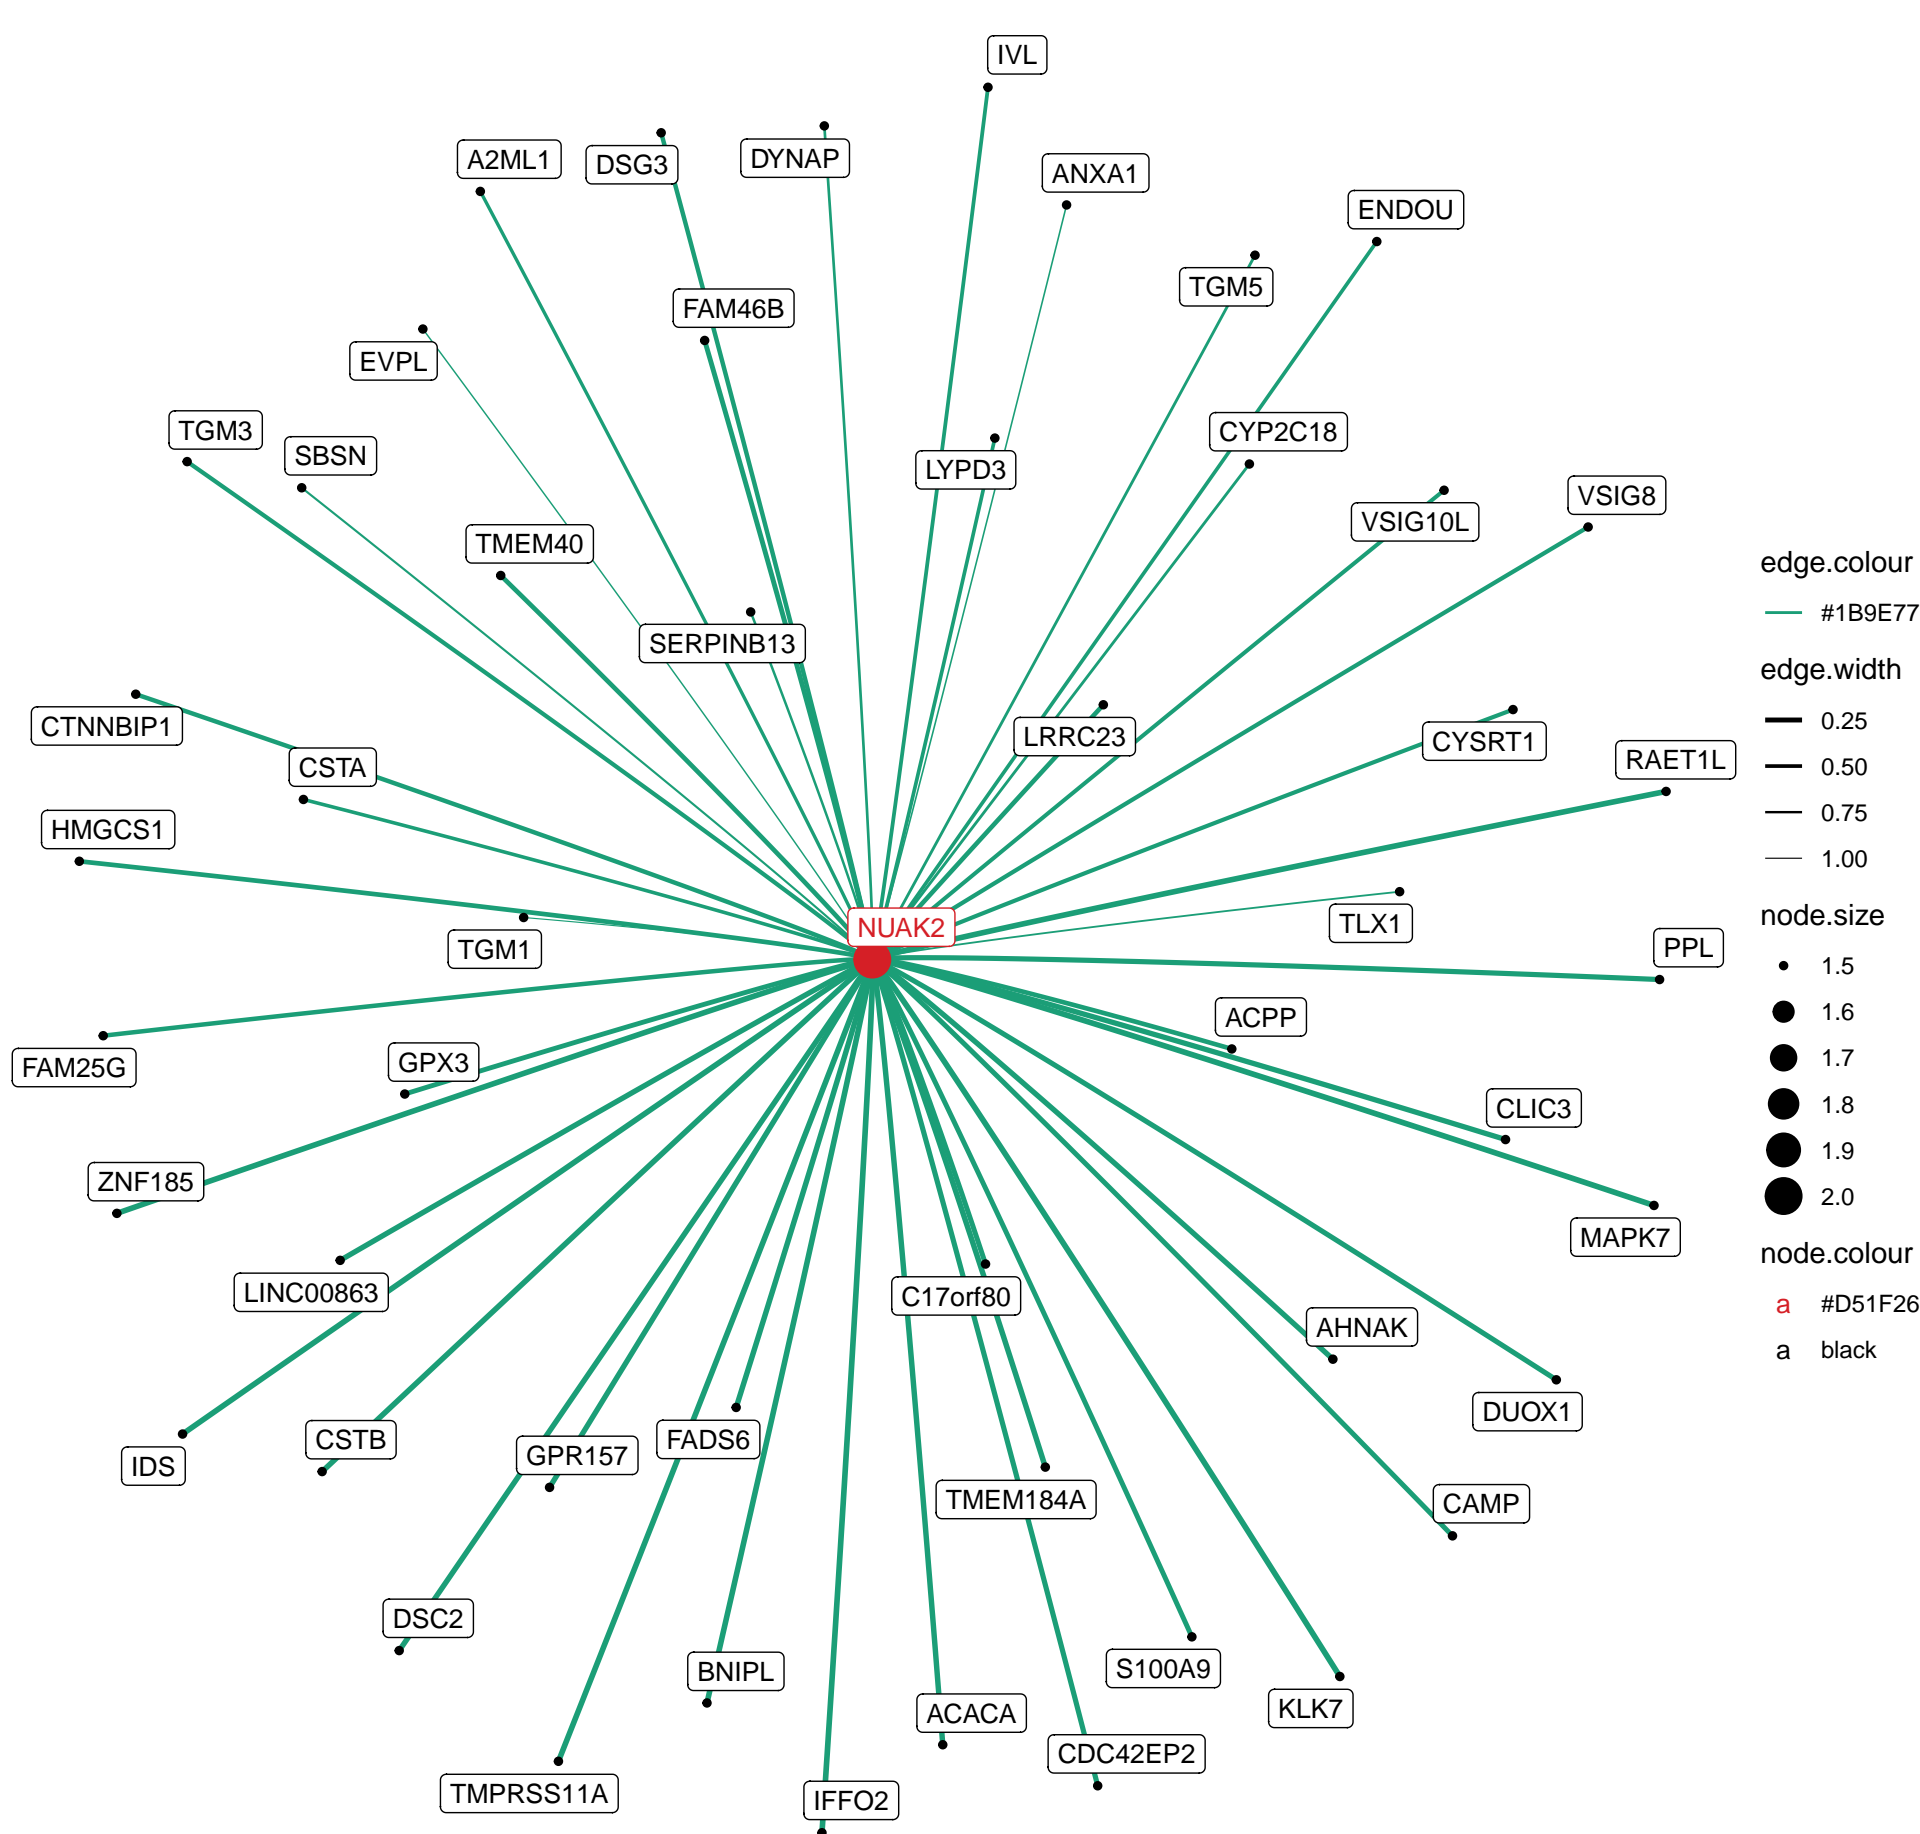 IVL
A2ML1
DSG3
DYNAP
ANXA1
ENDOU
TGM5
FAM46B
EVPL
TGM3
SBSN
CYP2C18
LYPD3
VSIG8
VSIG10L
TMEM40
SERPINB13
CTNNBIP1
CSTA
LRRC23
CYSRT1
RAET1L
HMGCS1
TGM1
NUAK2
TLX1
PPL
ACPP
FAM25G
GPX3
CLIC3
ZNF185
MAPK7
LINC00863
C17orf80
AHNAK
DUOX1
IDS
CSTB
GPR157
FADS6
TMEM184A
CAMP
DSC2
BNIPL
S100A9
KLK7
ACACA
CDC42EP2
TMPRSS11A
IFFO2
edge.colour
#1B9E77
edge.width
0.25
0.50
0.75
1.00
node.size
1.5
1.6
1.7
1.8
1.9
2.0
node.colour
a #D51F26
a black